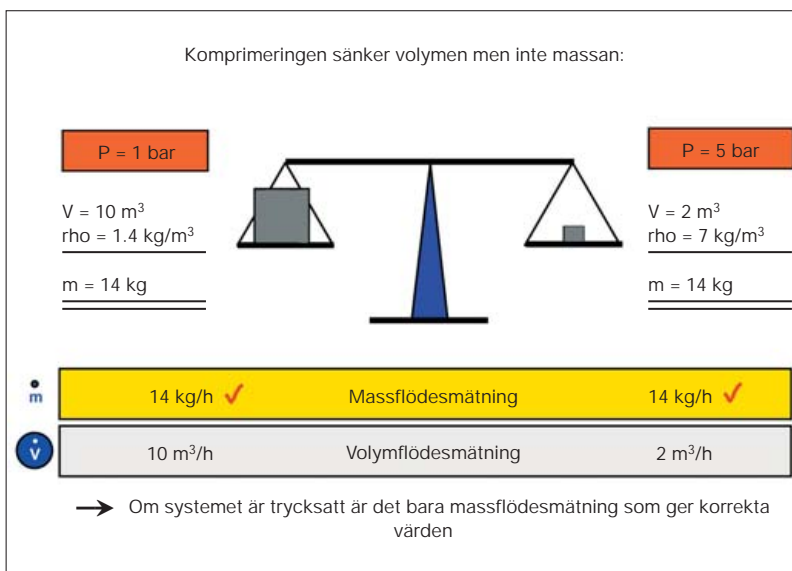 Komprimeringen sänker volymen men inte massan:
P = 1 bar
P = 5 bar
V = 10 m³
rho = 1.4 kg/m³
m = 14 kg
V = 2 m³
rho = 7 kg/m³
m = 14 kg
ṁ 14 kg/h ✓ Massflödesmätning 14 kg/h ✓
V̇ 10 m³/h Volymflödesmätning 2 m³/h
→ Om systemet är trycksatt är det bara massflödesmätning som ger korrekta
värden